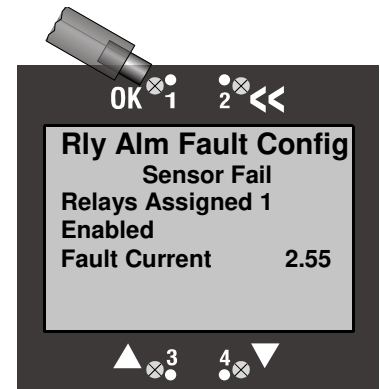 OK 1 2 <<
Rly Alm Fault Config
Sensor Fail
Relays Assigned 1
Enabled
Fault Current 2.55
3 4